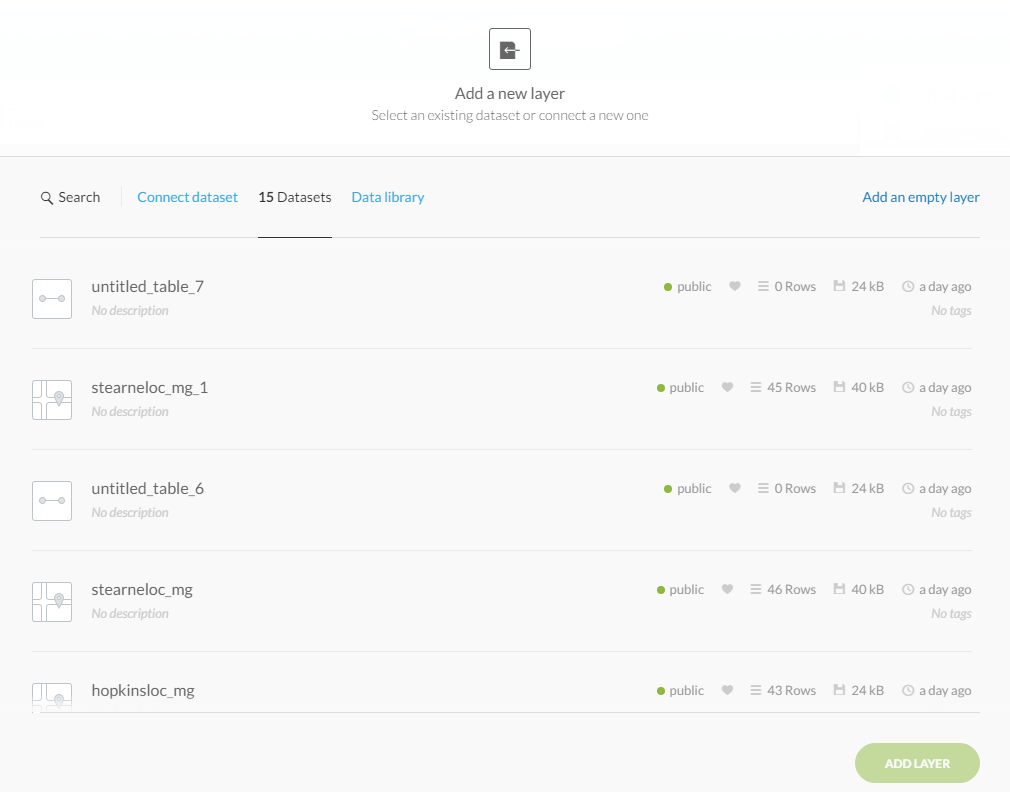 Add a new layer
Select an existing dataset or connect a new one
Search Connect dataset 15 Datasets Data library Add an empty layer
untitled_table_7 public 0 Rows 24 kB a day ago
No description No tags
stearneloc_mg_1 public 45 Rows 40 kB a day ago
No description No tags
untitled_table_6 public 0 Rows 24 kB a day ago
No description No tags
stearneloc_mg public 46 Rows 40 kB a day ago
No description No tags
hopkinsloc_mg public 43 Rows 24 kB a day ago
ADD LAYER